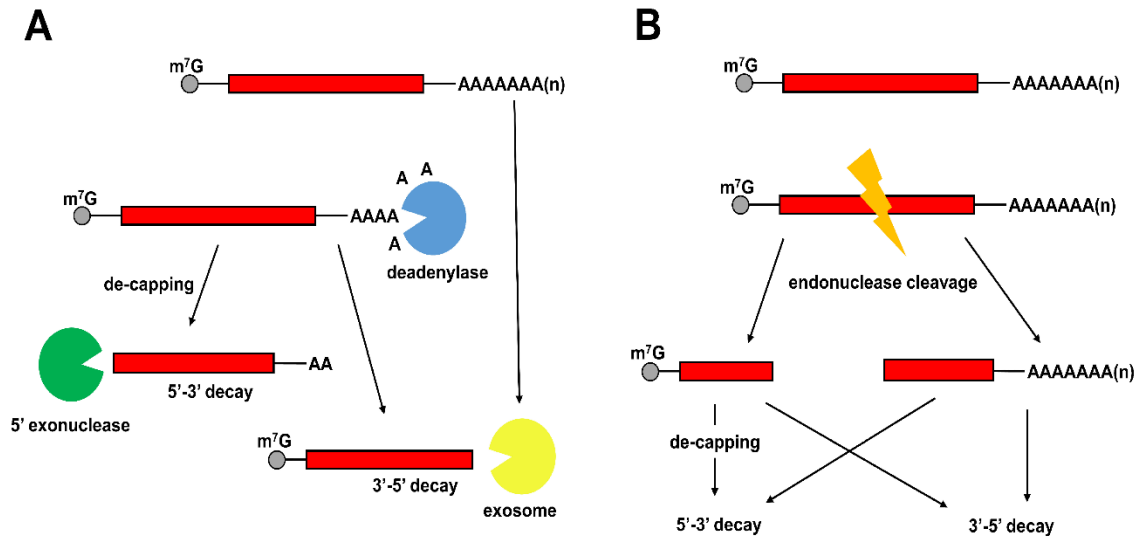 A
m⁷G
AAAAAAA(n)
A
A
m⁷G
AAAA
A
deadenylase
de-capping
AA
5'-3' decay
5' exonuclease
m⁷G
3'-5' decay
exosome
B
m⁷G
AAAAAAA(n)
m⁷G
AAAAAAA(n)
endonuclease cleavage
m⁷G
AAAAAAA(n)
de-capping
5'-3' decay
3'-5' decay